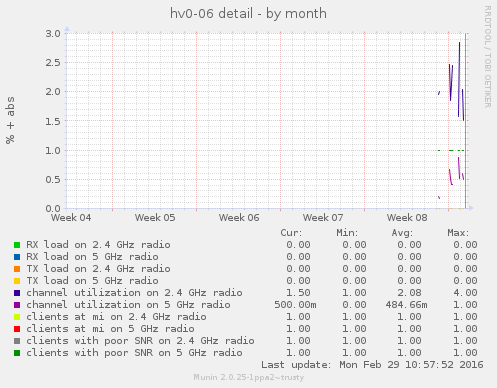 hv0-06 detail - by month
RRDTOOL / TOBI OETIKER
% + abs
3.0
2.5
2.0
1.5
1.0
0.5
0.0
Week 04 Week 05 Week 06 Week 07 Week 08
Cur: Min: Avg: Max:
RX load on 2.4 GHz radio 0.00 0.00 0.00 0.00
RX load on 5 GHz radio 0.00 0.00 0.00 0.00
TX load on 2.4 GHz radio 0.00 0.00 0.00 0.00
TX load on 5 GHz radio 0.00 0.00 0.00 0.00
channel utilization on 2.4 GHz radio 1.50 1.00 2.08 4.00
channel utilization on 5 GHz radio 500.00m 0.00 484.66m 1.00
clients at mi on 2.4 GHz radio 1.00 1.00 1.00 1.00
clients at mi on 5 GHz radio 1.00 1.00 1.00 1.00
clients with poor SNR on 2.4 GHz radio 1.00 1.00 1.00 1.00
clients with poor SNR on 5 GHz radio 1.00 1.00 1.00 1.00
Last update: Mon Feb 29 10:57:52 2016
Munin 2.0.25-1ppa2~trusty